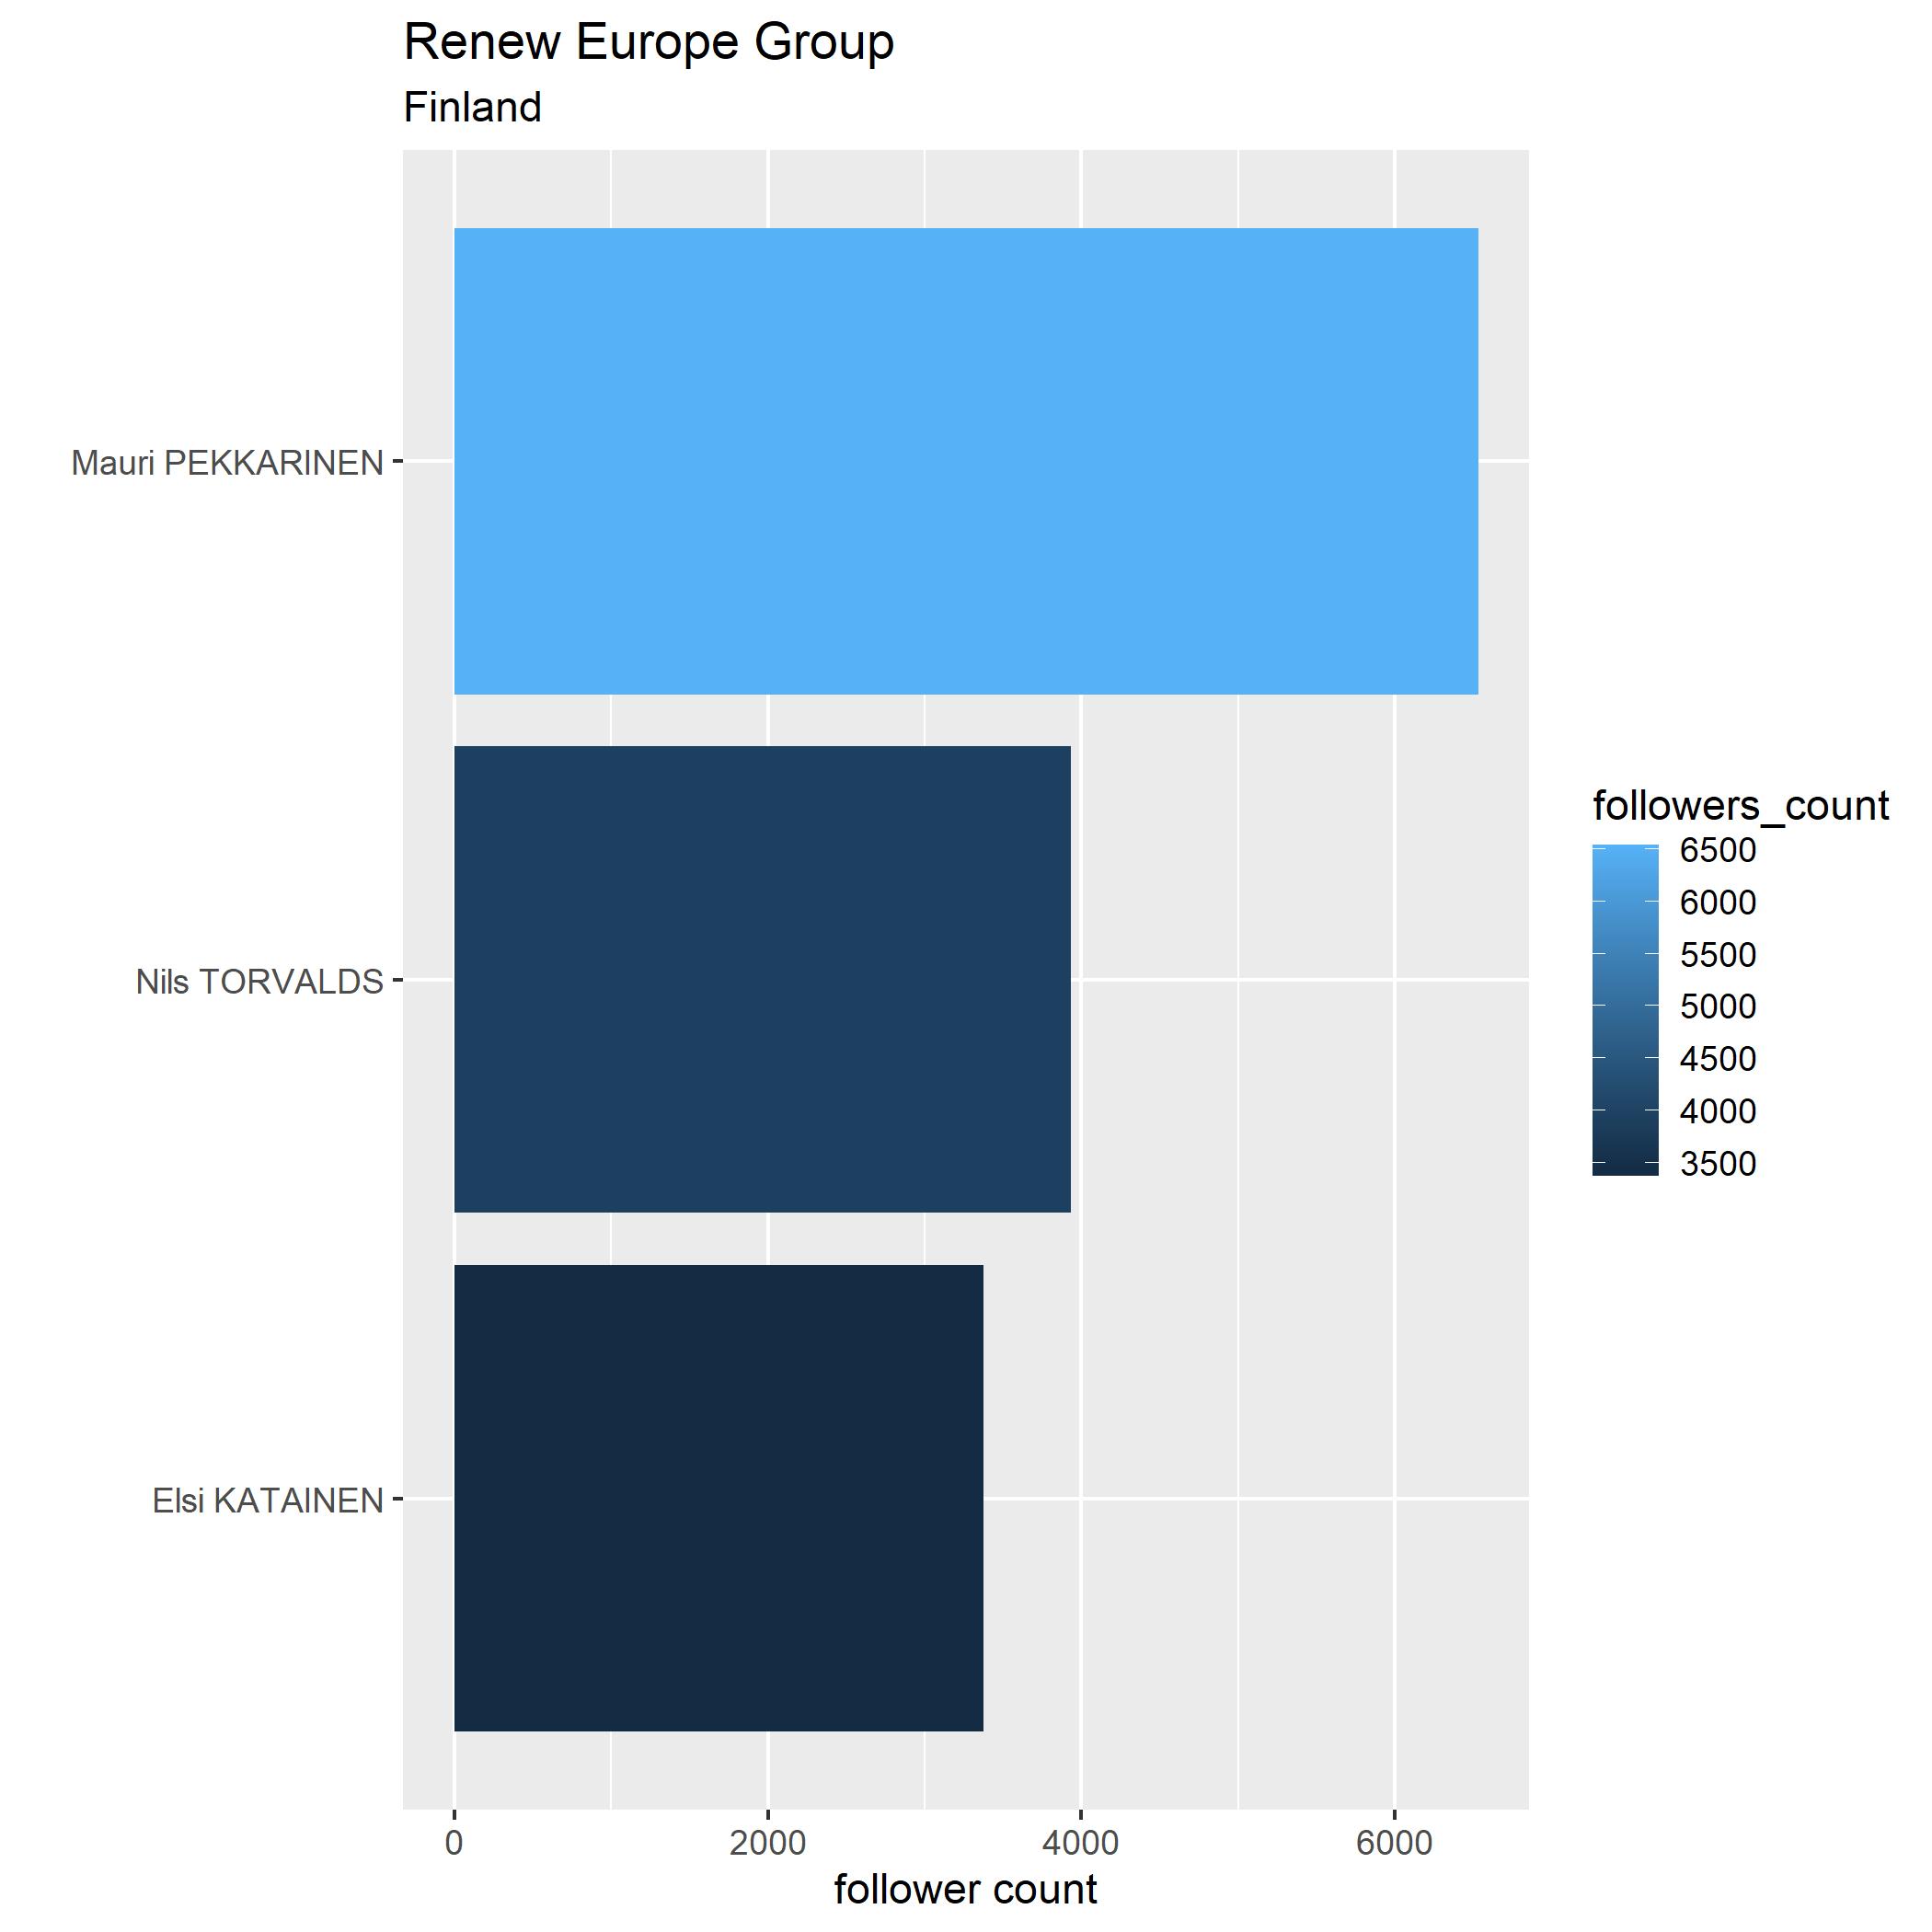 Renew Europe Group
Finland
Mauri PEKKARINEN
Nils TORVALDS
Elsi KATAINEN
0 2000 4000 6000
follower count
followers_count
6500
6000
5500
5000
4500
4000
3500